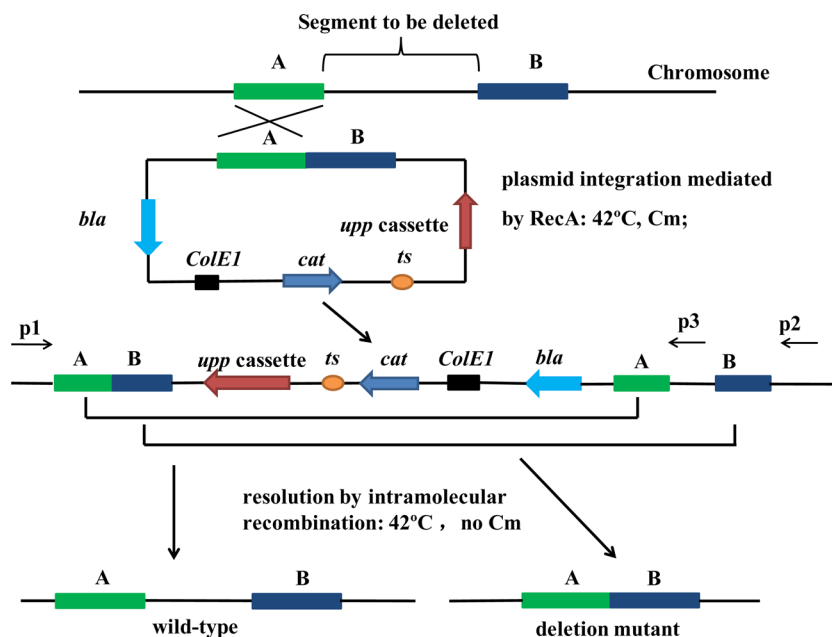 Segment to be deleted
A
B
Chromosome
A
B
plasmid integration mediated
by RecA: 42ºC, Cm;
bla
upp cassette
ColE1
cat
ts
p1
p3
p2
A
B
upp cassette
ts
cat
ColE1
bla
A
B
resolution by intramolecular
recombination: 42ºC , no Cm
A
B
A
B
wild-type
deletion mutant